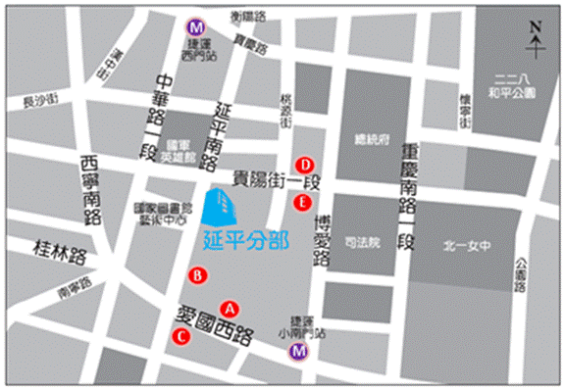 衡陽路
N
M
捷運
西門站
寶慶路
漢中街
二二八
和平公園
長沙街
中華路一段
延平南路
桃源街
懷寧街
國軍
英雄館
總統府
重慶南路一段
D
西寧南路
貴陽街一段
E
國家圖書館
藝術中心
博愛路
延平分部
司法院
北一女中
桂林路
公園路
B
南寧路
A
愛國西路
捷運
小南門站
C
M